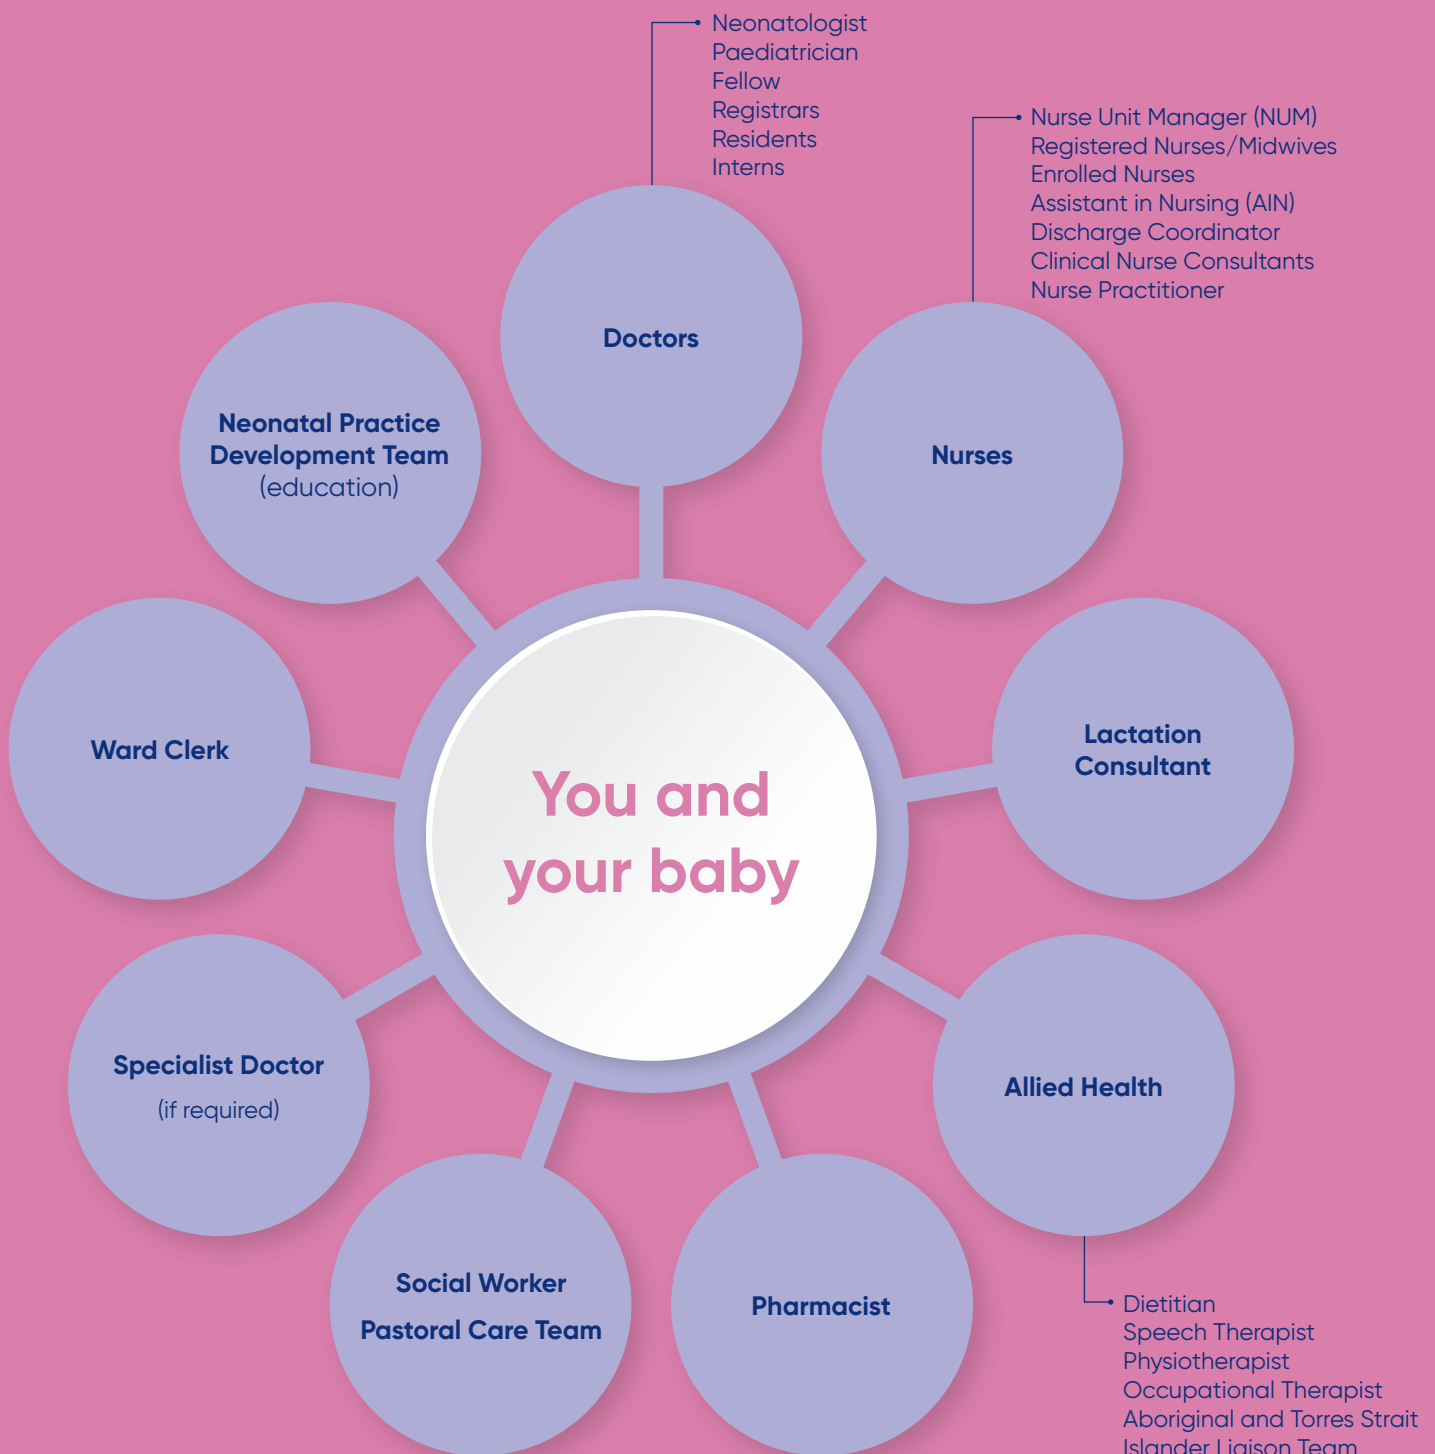 Neonatologist
Paediatrician
Fellow
Registrars
Residents
Interns
Nurse Unit Manager (NUM)
Registered Nurses/Midwives
Enrolled Nurses
Assistant in Nursing (AIN)
Discharge Coordinator
Clinical Nurse Consultants
Nurse Practitioner
Doctors
Neonatal Practice
Development Team
(education)
Nurses
Ward Clerk
Lactation
Consultant
You and
your baby
Specialist Doctor
(if required)
Allied Health
Social Worker
Pastoral Care Team
Pharmacist
Dietitian
Speech Therapist
Physiotherapist
Occupational Therapist
Aboriginal and Torres Strait
Islander Liaison Team